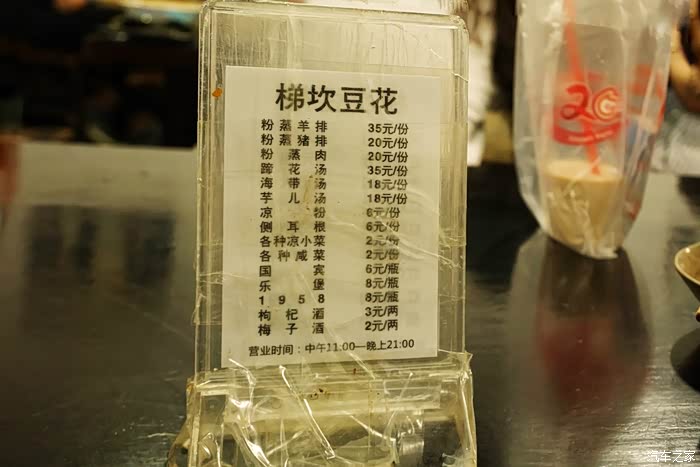 梯坎豆花
粉蒸羊排 35元/份
粉蒸猪排 20元/份
粉蒸肉 20元/份
蹄花汤 35元/份
海带汤 18元/份
芋儿汤 18元/份
凉粉 6元/份
侧耳根 6元/份
各种凉小菜 2元/份
各种咸菜 2元/份
国宾 6元/瓶
乐堡 8元/瓶
1958 8元/瓶
枸杞酒 3元/两
梅子酒 2元/两
营业时间：中午11:00—晚上21:00
汽车之家